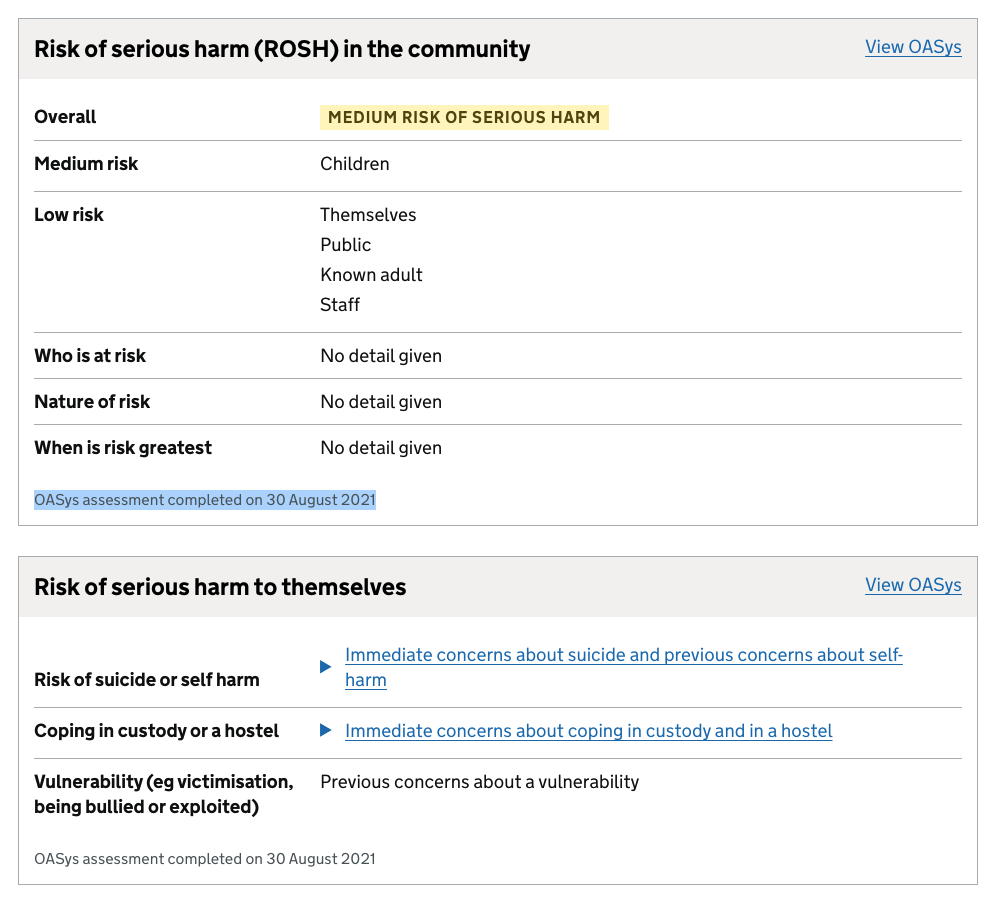 Risk of serious harm (ROSH) in the community
View OASys
Overall
MEDIUM RISK OF SERIOUS HARM
Medium risk
Children
Low risk
Themselves
Public
Known adult
Staff
Who is at risk
No detail given
Nature of risk
No detail given
When is risk greatest
No detail given
OASys assessment completed on 30 August 2021
Risk of serious harm to themselves
View OASys
Risk of suicide or self harm
Immediate concerns about suicide and previous concerns about self-
harm
Coping in custody or a hostel
Immediate concerns about coping in custody and in a hostel
Vulnerability (eg victimisation,
being bullied or exploited)
Previous concerns about a vulnerability
OASys assessment completed on 30 August 2021